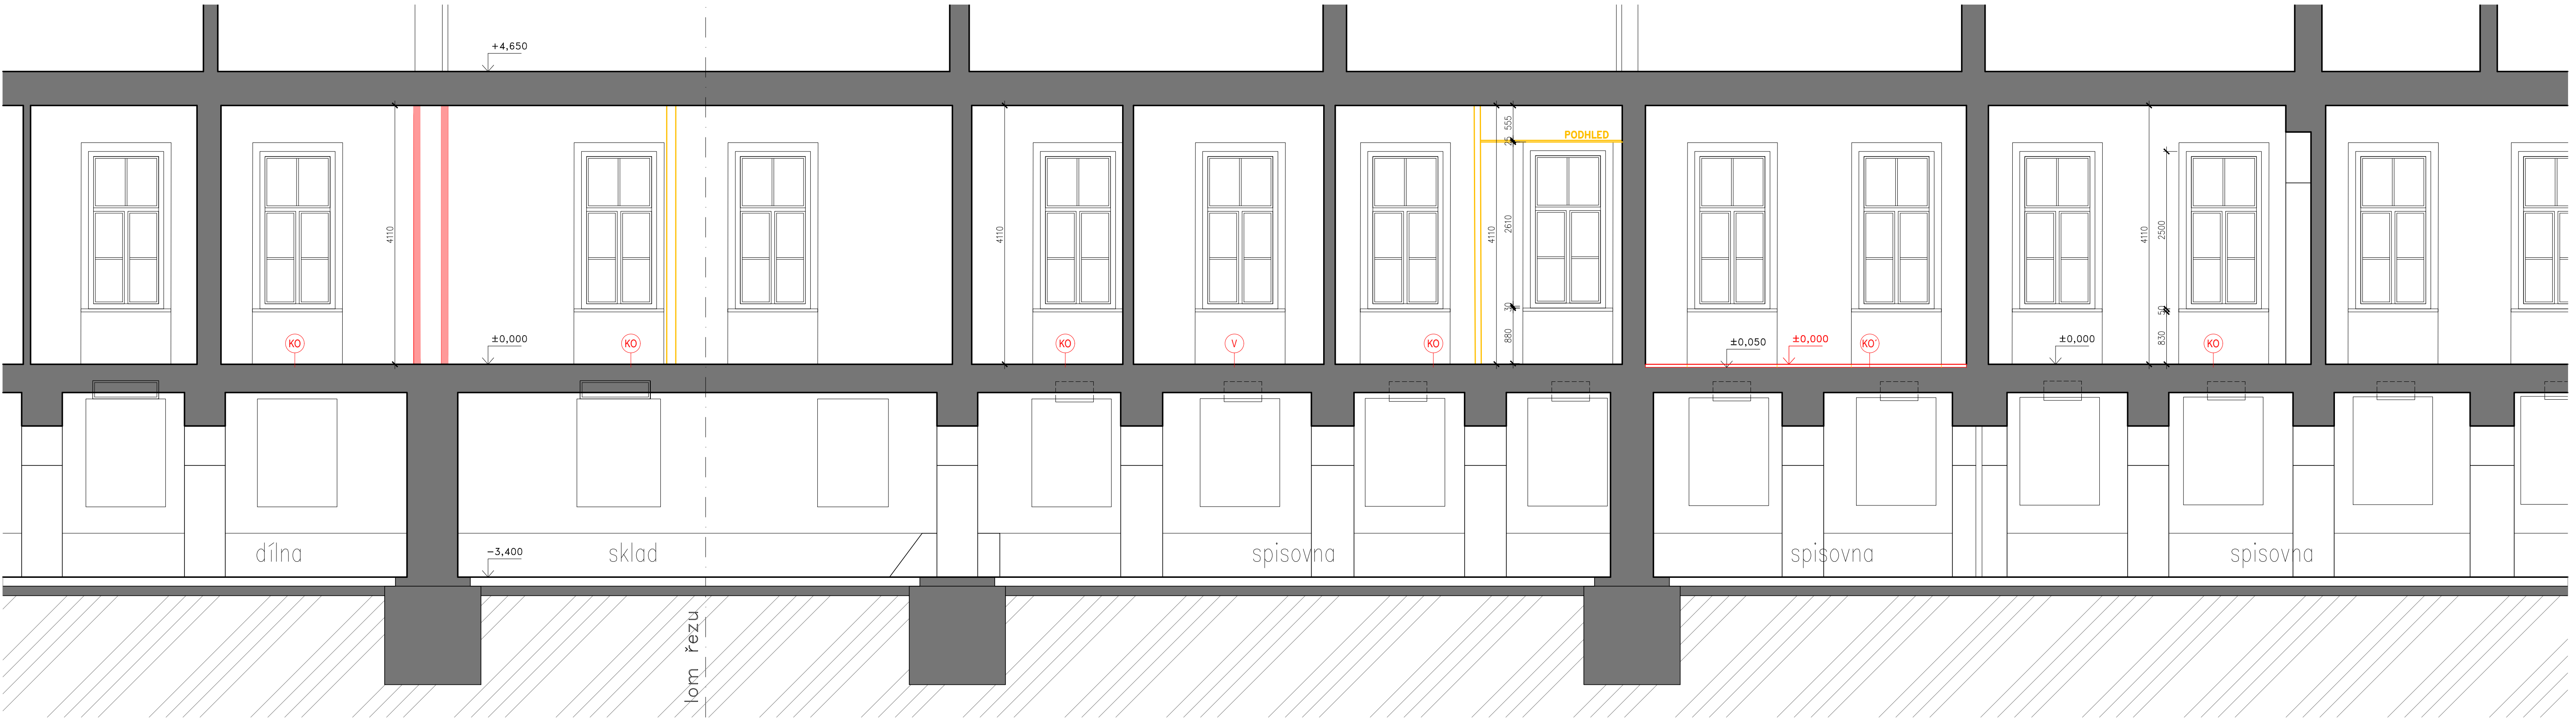 +4,650
PODHLED
555
25
4110
4110
4110
2610
4110
2500
30
880
50
830
±0,000
±0,050
±0,000
±0,000
KO
KO
KO
V
KO
KO'
KO
dílna
sklad
spisovna
spisovna
spisovna
-3,400
lom řezu